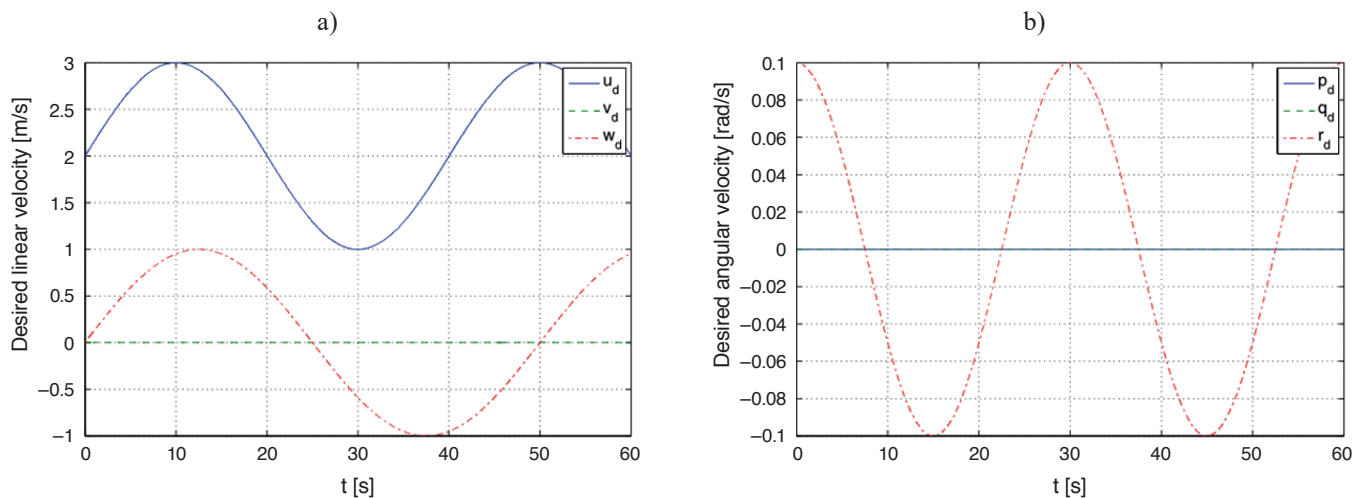 a)
Desired linear velocity [m/s]
3
2.5
2
1.5
1
0.5
0
−0.5
−1
0 10 20 30 40 50 60
t [s]
u_d
v_d
w_d
b)
Desired angular velocity [rad/s]
0.1
0.08
0.06
0.04
0.02
0
−0.02
−0.04
−0.06
−0.08
−0.1
0 10 20 30 40 50 60
t [s]
p_d
q_d
r_d